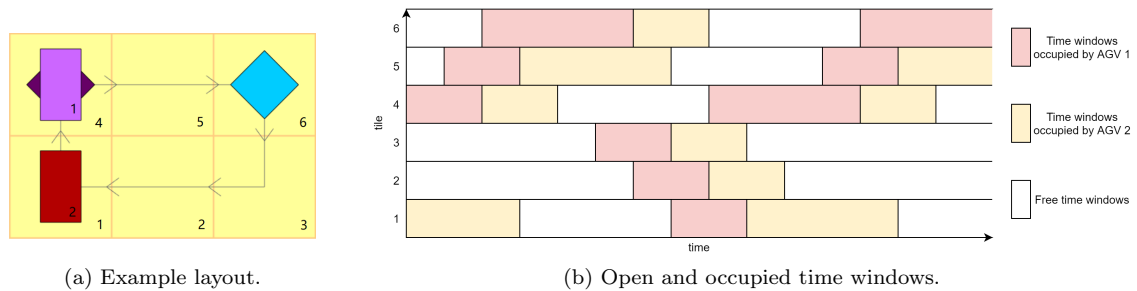 1
4
5
6
2
1
2
3
(a) Example layout.
tile
6
5
4
3
2
1
time
Time windows
occupied by AGV 1
Time windows
occupied by AGV 2
Free time windows
(b) Open and occupied time windows.